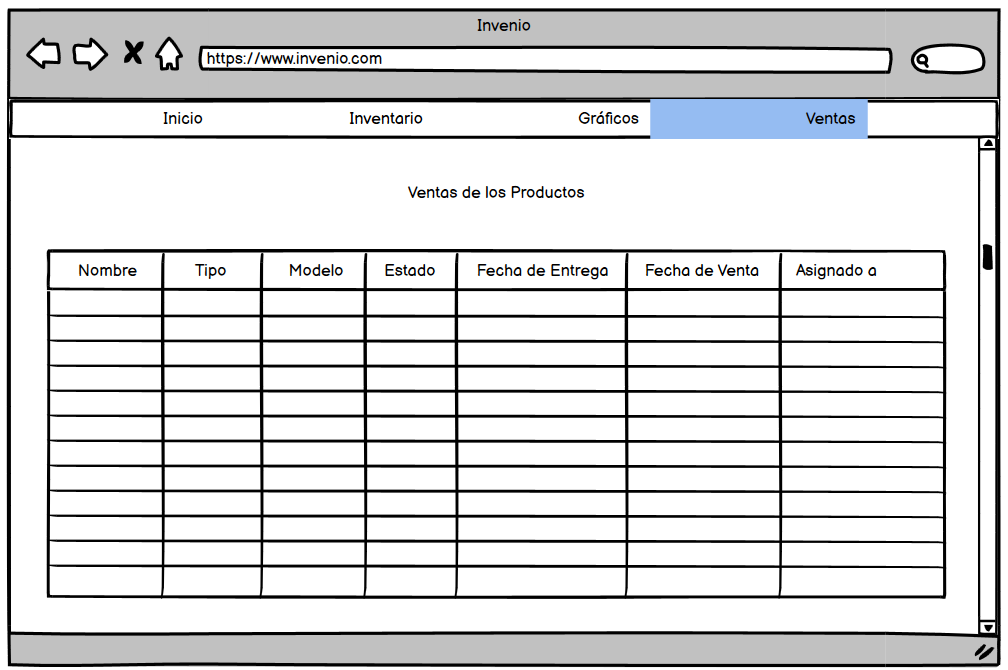 Invenio
https://www.invenio.com
Inicio Inventario Gráficos Ventas
Ventas de los Productos
Nombre Tipo Modelo Estado Fecha de Entrega Fecha de Venta Asignado a